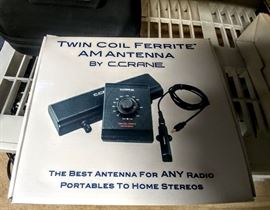 TWIN COIL FERRITE
AM ANTENNA
BY C.CRANE
THE BEST ANTENNA FOR ANY RADIO
PORTABLES TO HOME STEREOS